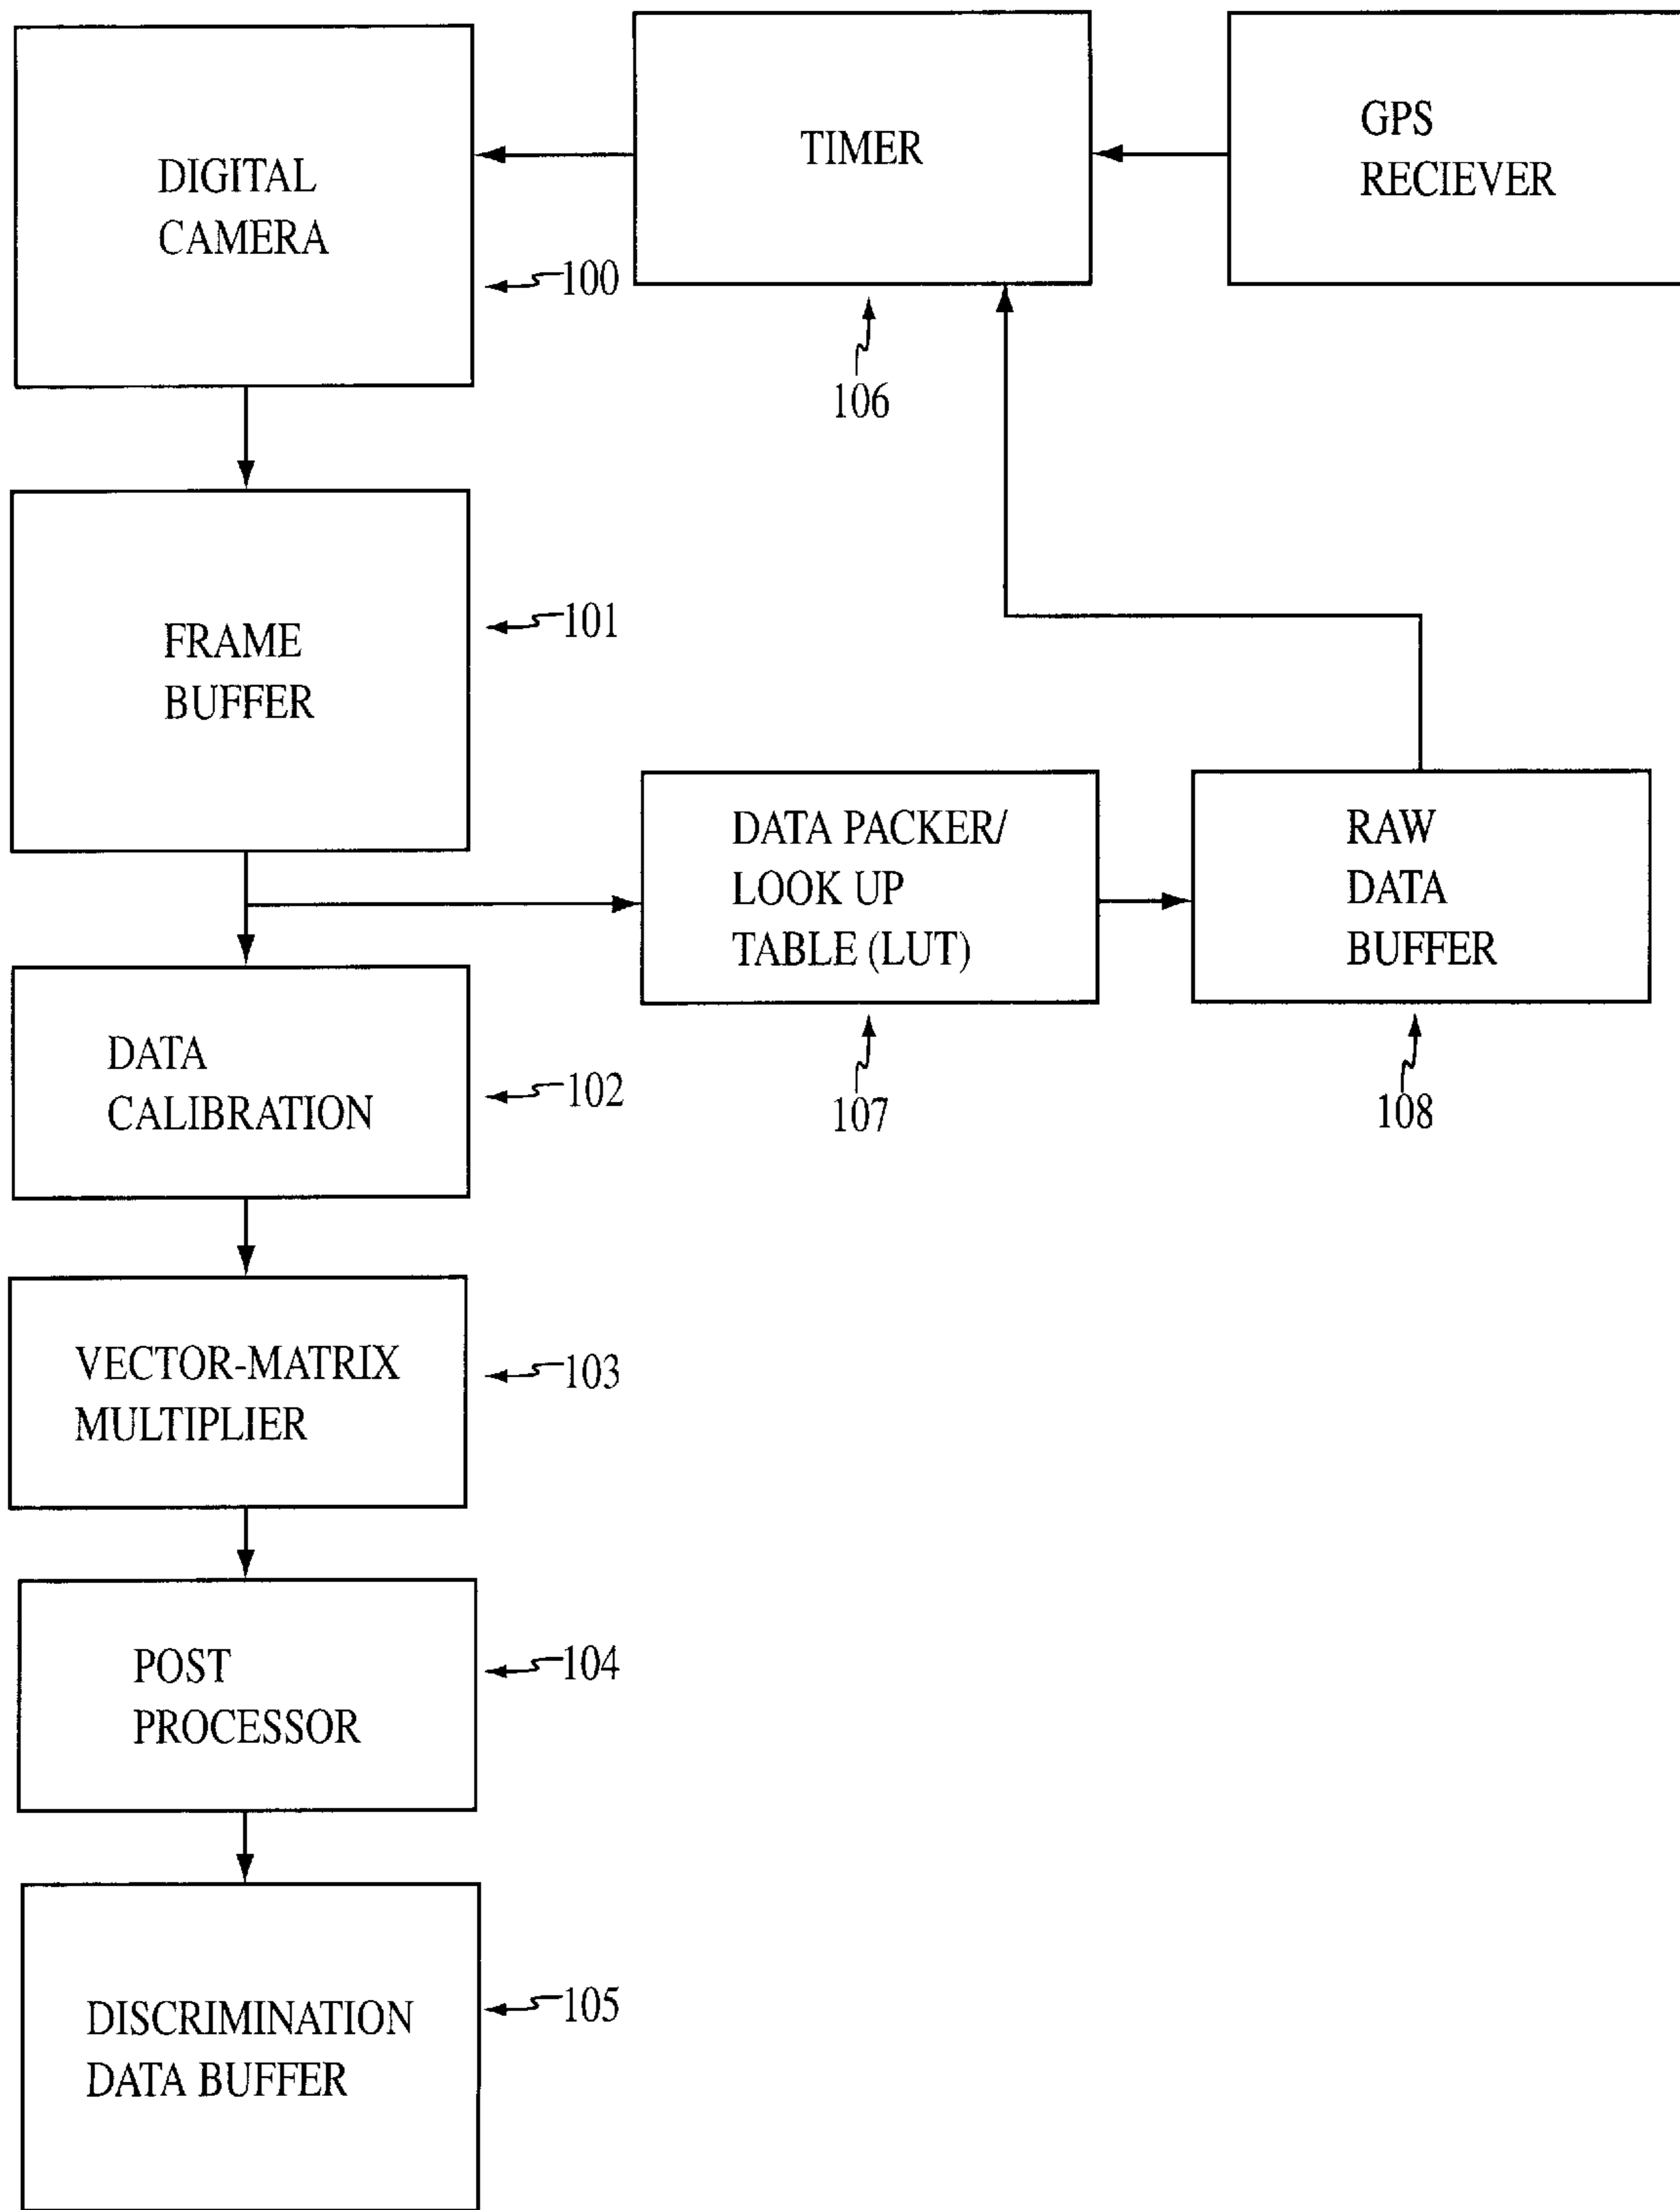 DIGITAL
CAMERA
100
TIMER
106
GPS
RECIEVER
FRAME
BUFFER
101
DATA PACKER/
LOOK UP
TABLE (LUT)
107
RAW
DATA
BUFFER
108
DATA
CALIBRATION
102
VECTOR-MATRIX
MULTIPLIER
103
POST
PROCESSOR
104
DISCRIMINATION
DATA BUFFER
105